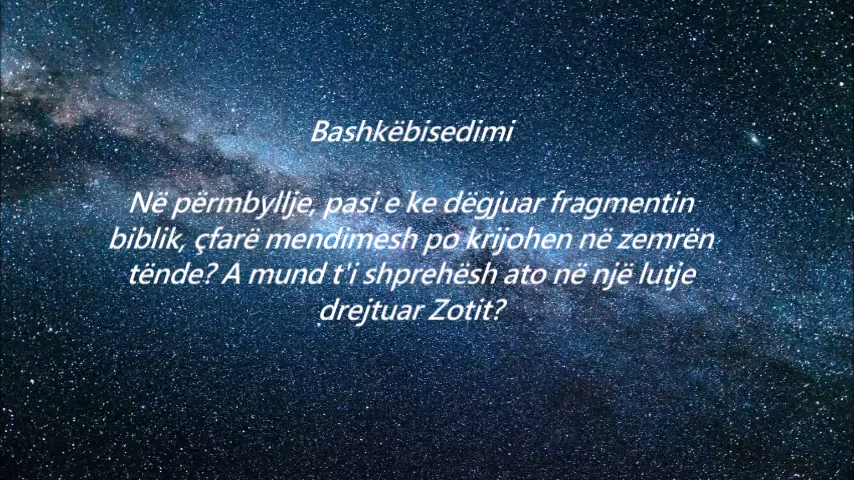 Bashkëbisedimi
Në përmbyllje, pasi e ke dëgjuar fragmentin
biblik, çfarë mendimesh po krijohen në zemrën
tënde? A mund t'i shprehësh ato në një lutje
drejtuar Zotit?